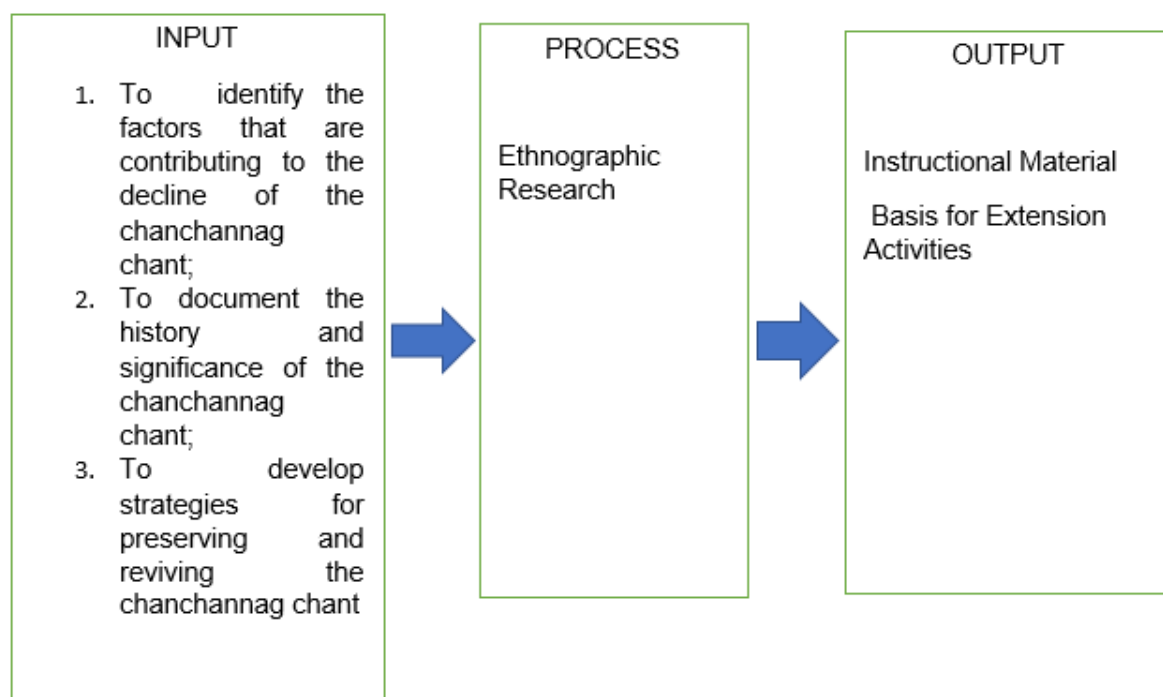 INPUT
1. To identify the
factors that are
contributing to the
decline of the
chanchannag
chant;
2. To document the
history and
significance of the
chanchannag
chant;
3. To develop
strategies for
preserving and
reviving the
chanchannag chant
PROCESS
Ethnographic
Research
OUTPUT
Instructional Material
Basis for Extension
Activities